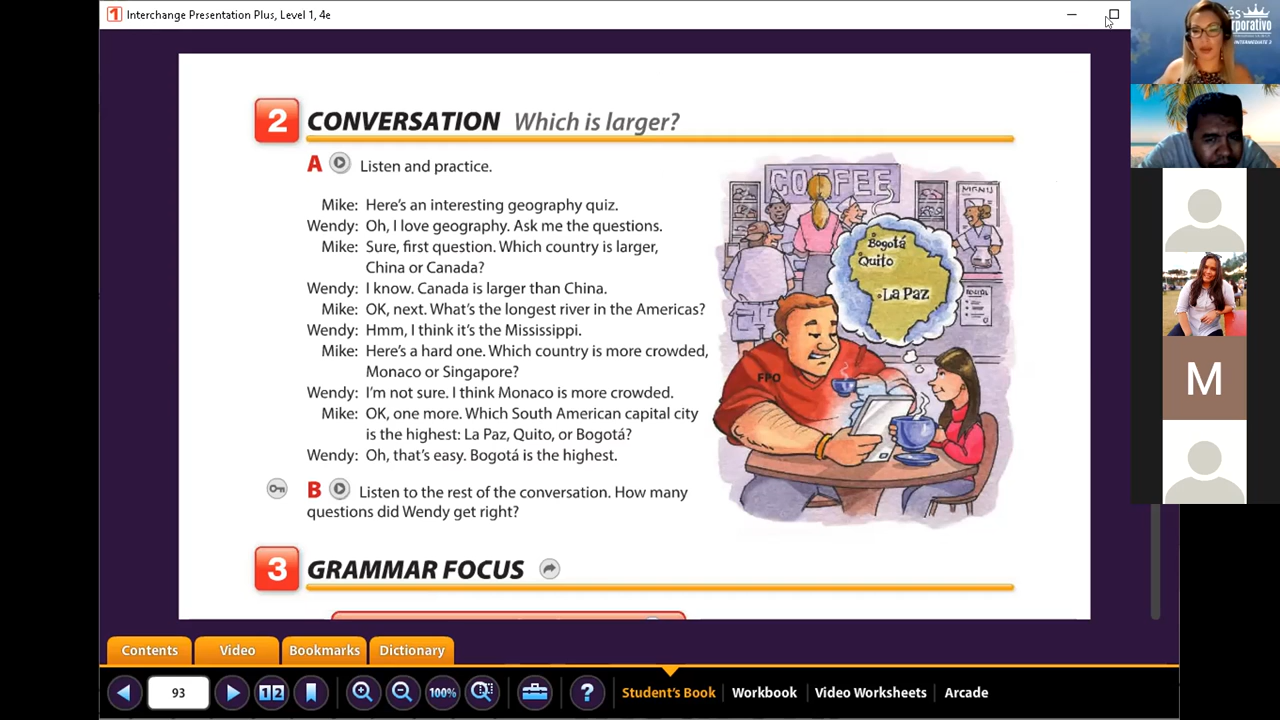 Interchange Presentation Plus, Level 1, 4e
2 CONVERSATION Which is larger?
A Listen and practice.
Mike: Here's an interesting geography quiz.
Wendy: Oh, I love geography. Ask me the questions.
Mike: Sure, first question. Which country is larger,
China or Canada?
Wendy: I know. Canada is larger than China.
Mike: OK, next. What's the longest river in the Americas?
Wendy: Hmm, I think it's the Mississippi.
Mike: Here's a hard one. Which country is more crowded,
Monaco or Singapore?
Wendy: I'm not sure. I think Monaco is more crowded.
Mike: OK, one more. Which South American capital city
is the highest: La Paz, Quito, or Bogotá?
Wendy: Oh, that's easy. Bogotá is the highest.
COFFEE
MENU
Bogotá
Quito
La Paz
FPO
B Listen to the rest of the conversation. How many
questions did Wendy get right?
3 GRAMMAR FOCUS
Contents Video Bookmarks Dictionary
93 1 2 100% ? Student's Book Workbook Video Worksheets Arcade
INTERMEDIATE 2
M